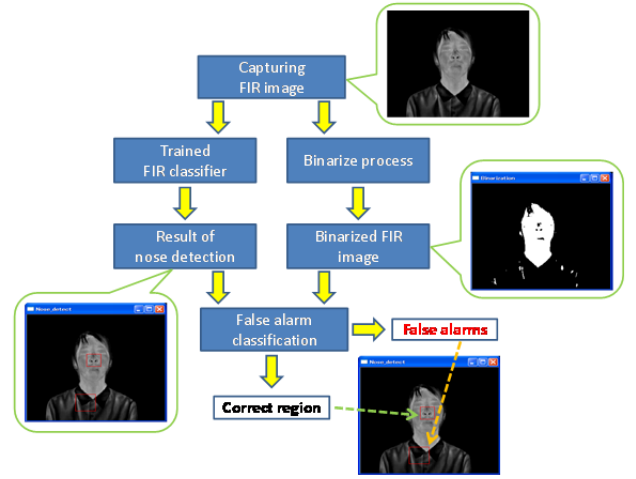 Capturing
FIR image
Trained
FIR classifier
Binarize process
Binarization
Result of
nose detection
Binarized FIR
image
Nose_detect
False alarm
classification
False alarms
Nose_detect
Correct region